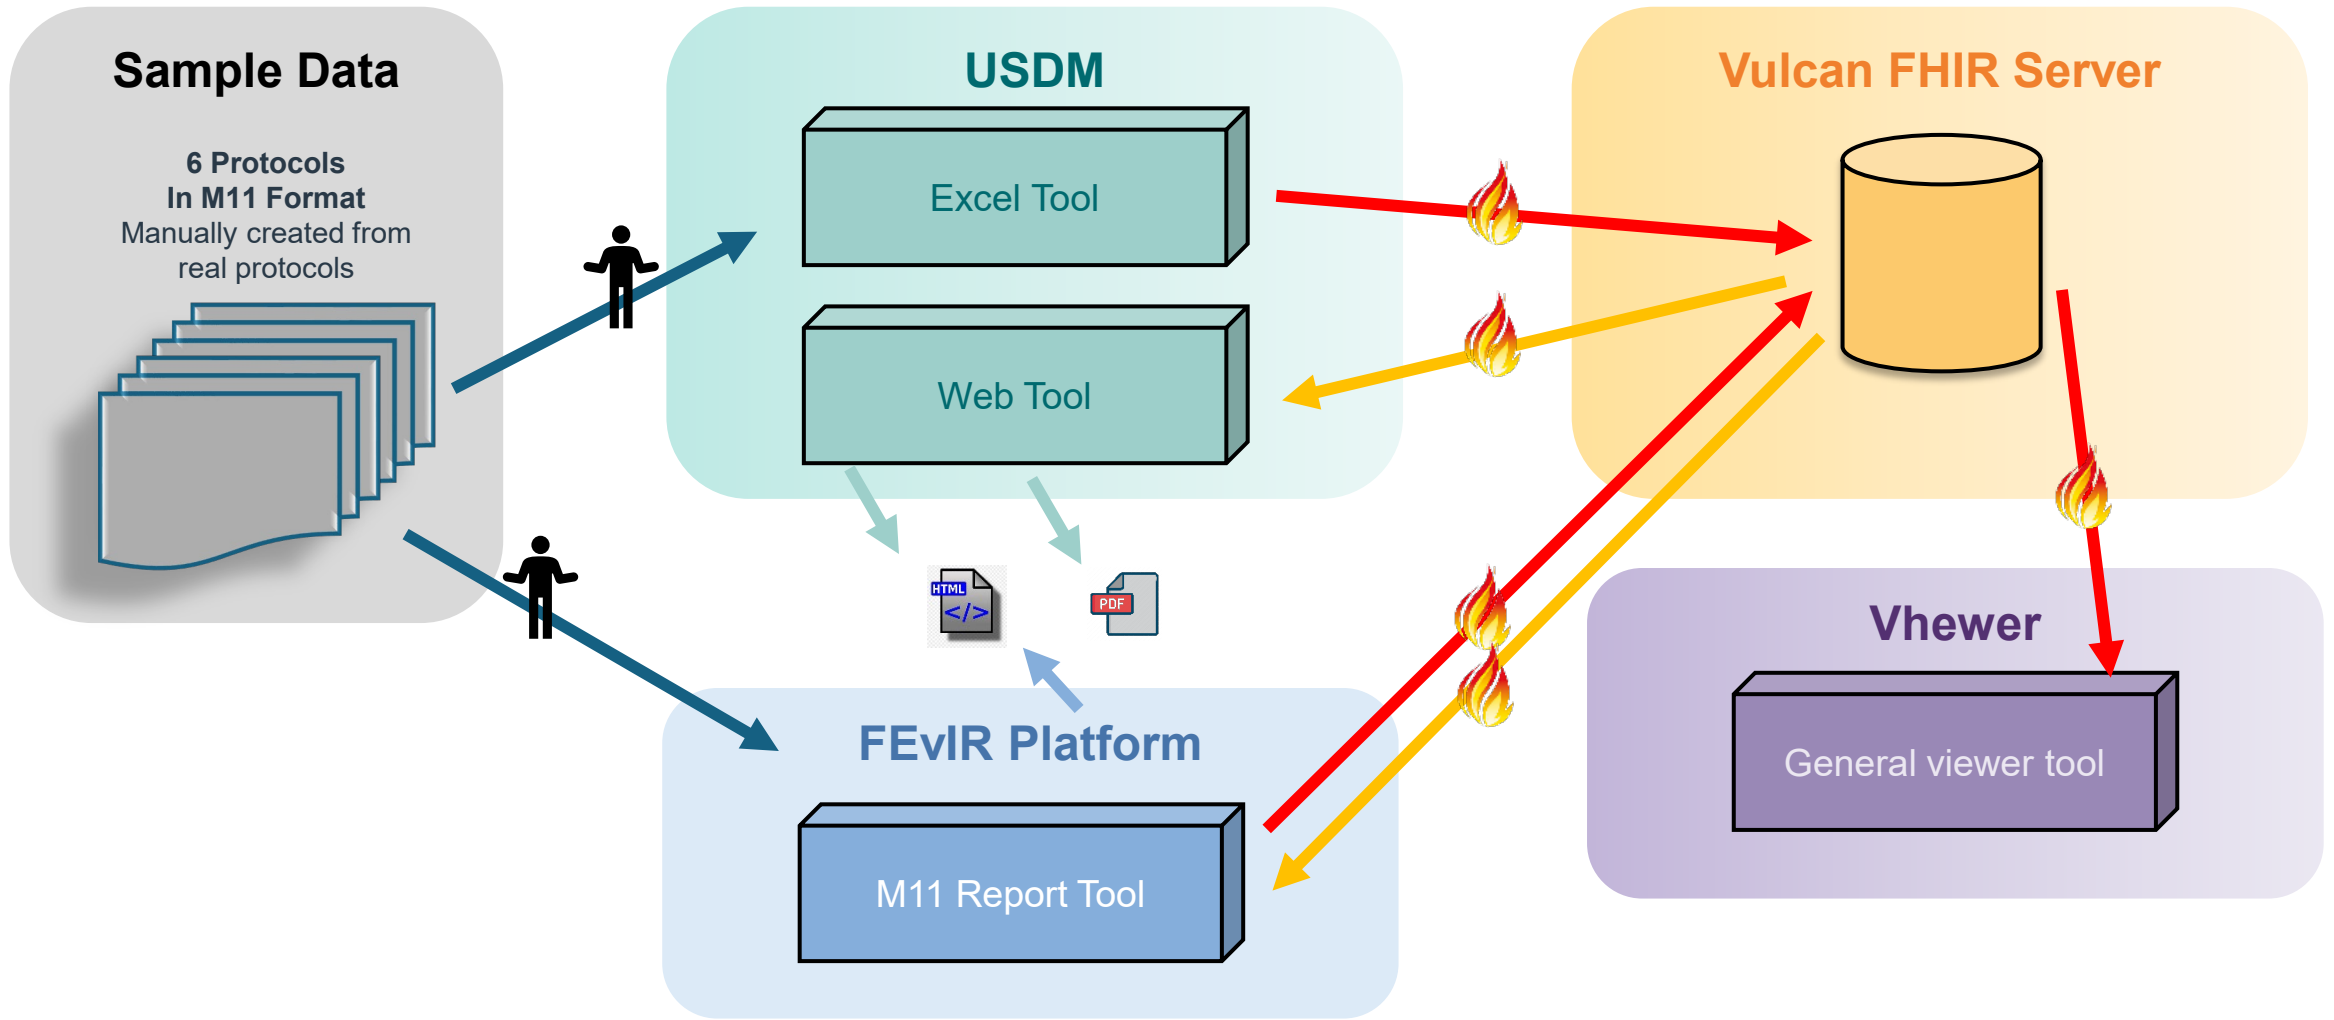 Sample Data
6 Protocols
In M11 Format
Manually created from
real protocols
USDM
Excel Tool
Web Tool
Vulcan FHIR Server
HTML
</>
PDF
FEvIR Platform
M11 Report Tool
Vhewer
General viewer tool